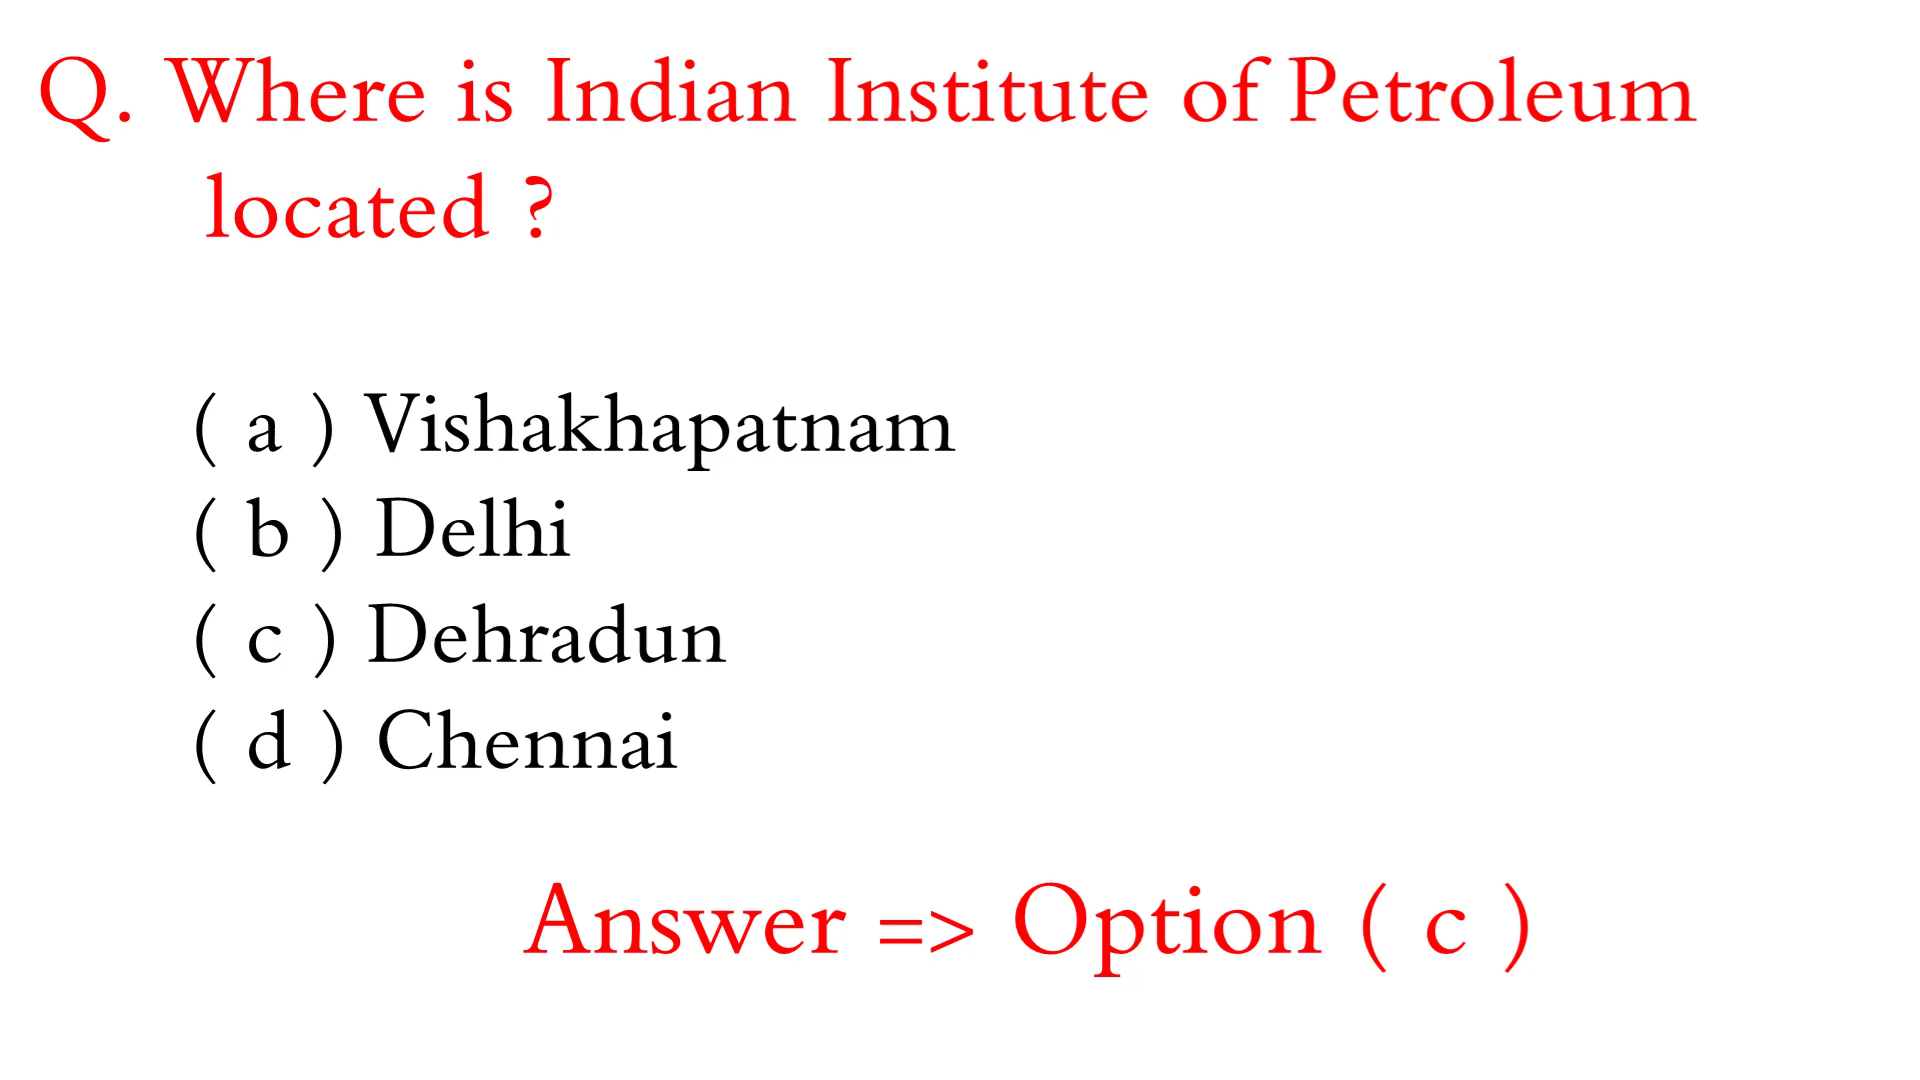 Q. Where is Indian Institute of Petroleum
located ?
( a ) Vishakhapatnam
( b ) Delhi
( c ) Dehradun
( d ) Chennai
Answer => Option ( c )